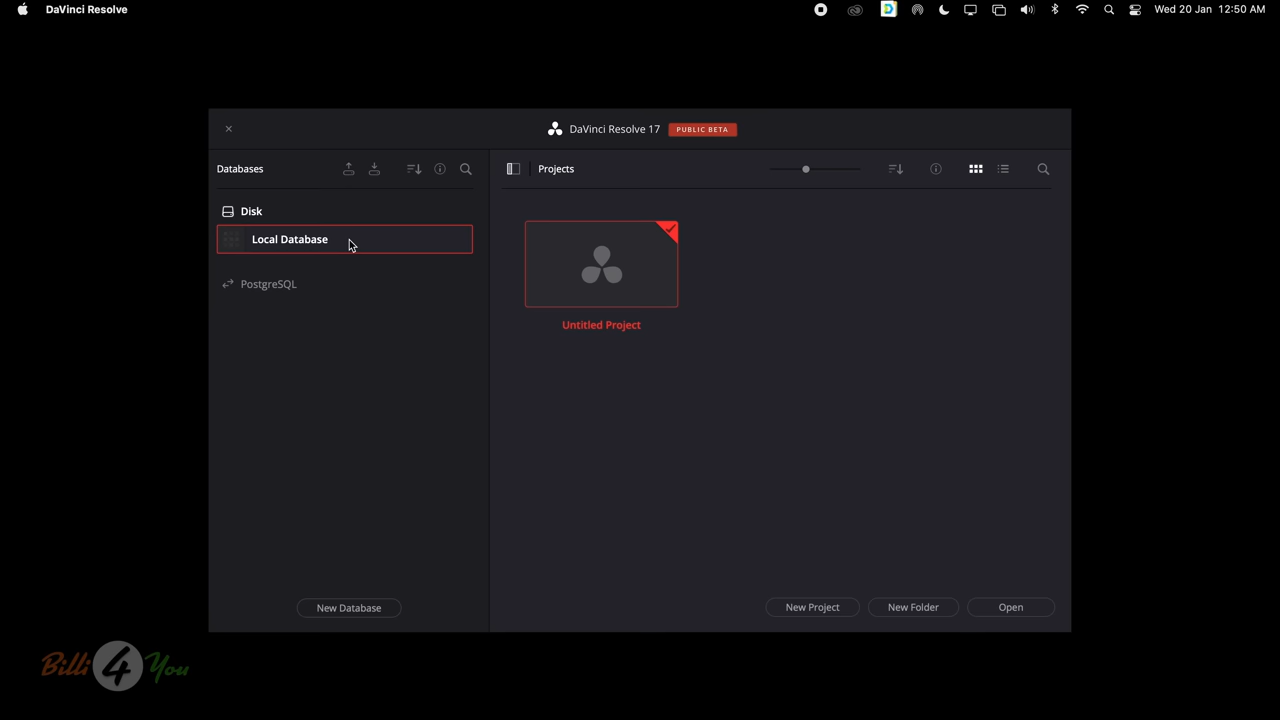 DaVinci Resolve
Wed 20 Jan 12:50 AM
DaVinci Resolve 17 PUBLIC BETA
Databases
Projects
Disk
Local Database
PostgreSQL
Untitled Project
New Database
New Project
New Folder
Open
Billi 4 You